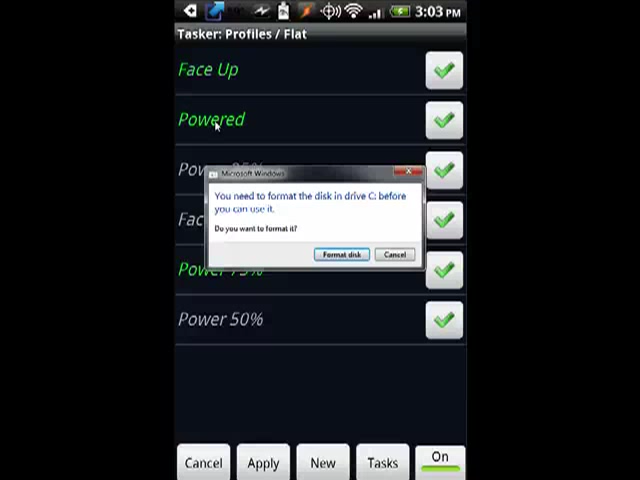 3:03 PM
Tasker: Profiles / Flat
Face Up
Powered
Microsoft Windows
You need to format the disk in drive C: before
you can use it.
Do you want to format it?
Format disk Cancel
Power 50%
Cancel Apply New Tasks On